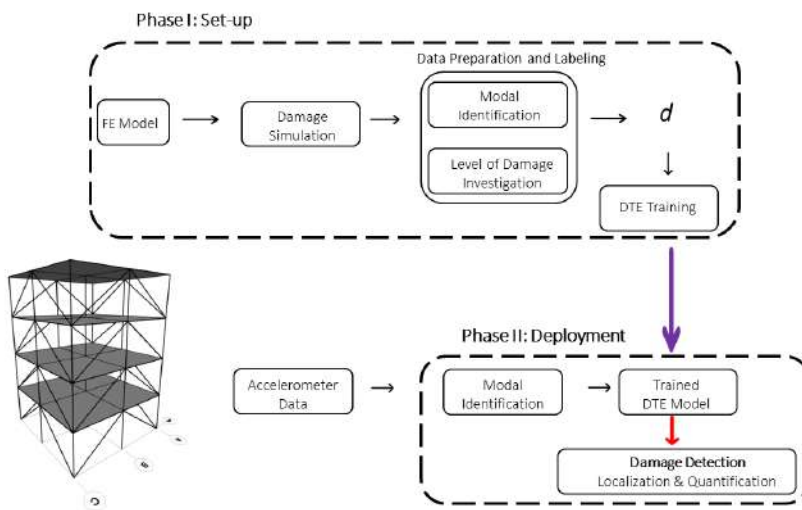 Phase I: Set-up
Data Preparation and Labeling
FE Model
Damage
Simulation
Modal
Identification
Level of Damage
Investigation
d
DTE Training
Phase II: Deployment
Accelerometer
Data
Modal
Identification
Trained
DTE Model
Damage Detection
Localization & Quantification
B
C